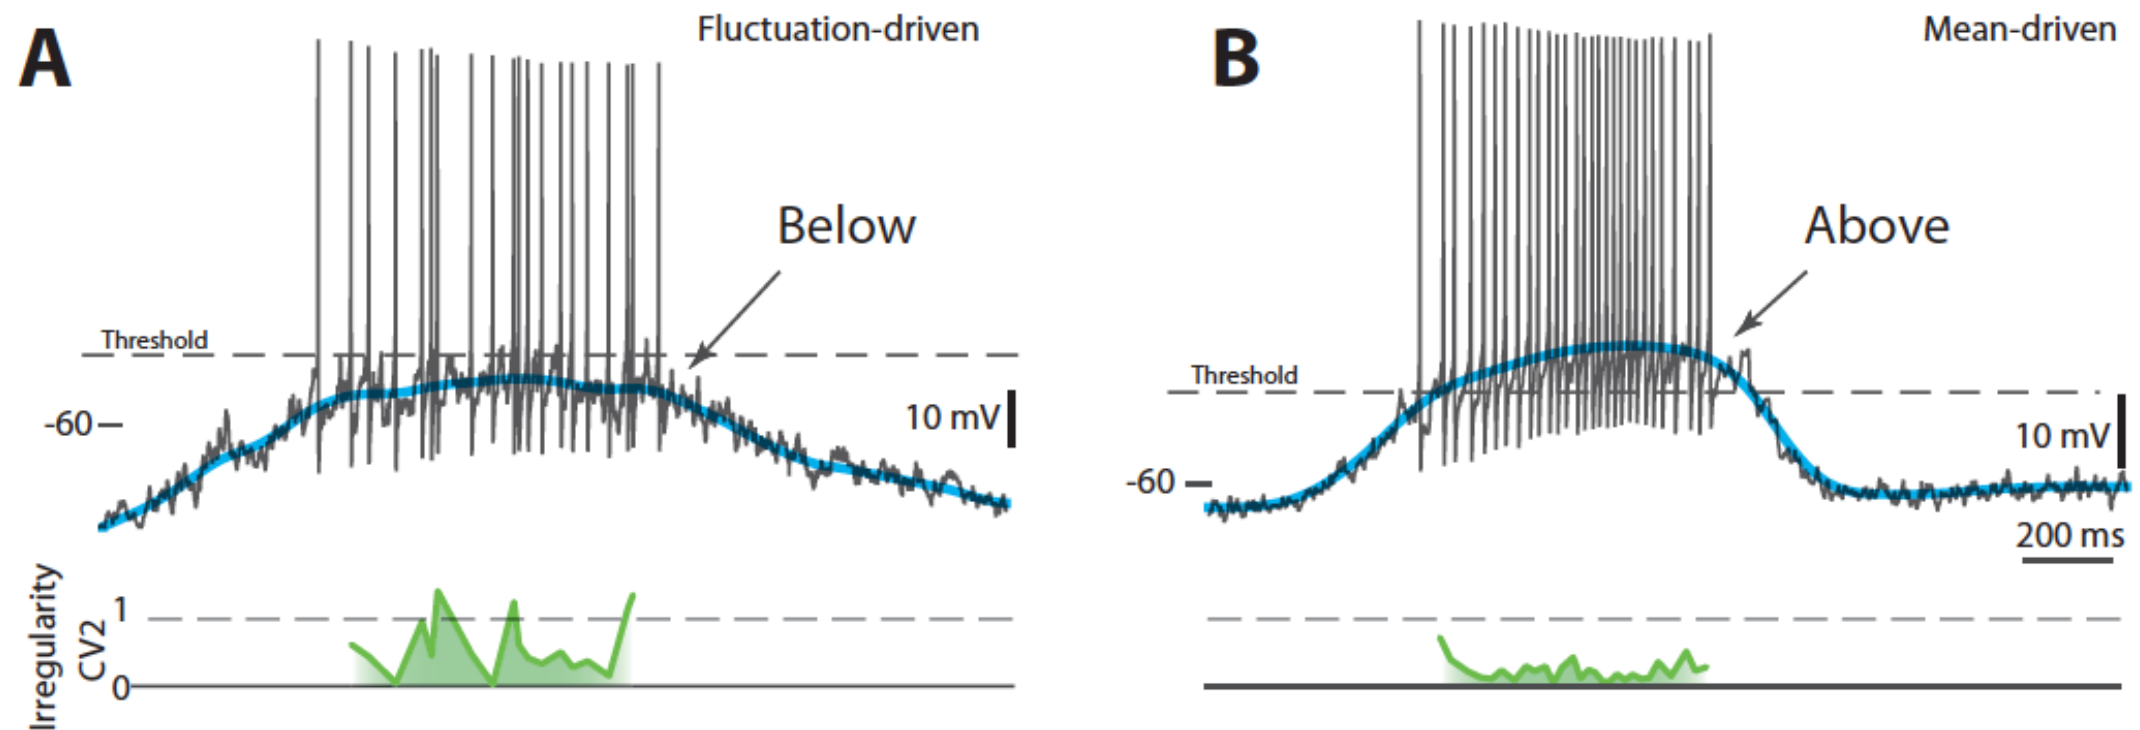 A
Fluctuation-driven
Below
Threshold
-60
10 mV
Irregularity
CV2
1
0
B
Mean-driven
Above
Threshold
-60
10 mV
200 ms